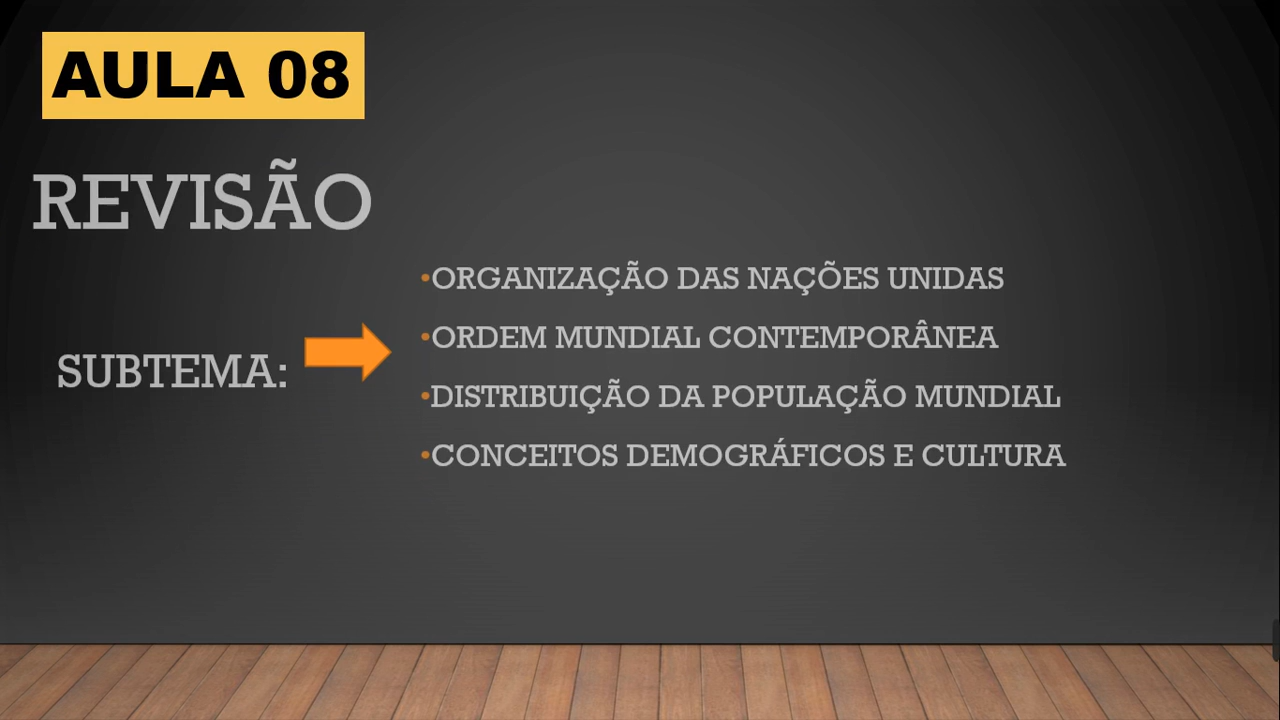 AULA 08
REVISÃO
SUBTEMA:
•ORGANIZAÇÃO DAS NAÇÕES UNIDAS
•ORDEM MUNDIAL CONTEMPORÂNEA
•DISTRIBUIÇÃO DA POPULAÇÃO MUNDIAL
•CONCEITOS DEMOGRÁFICOS E CULTURA